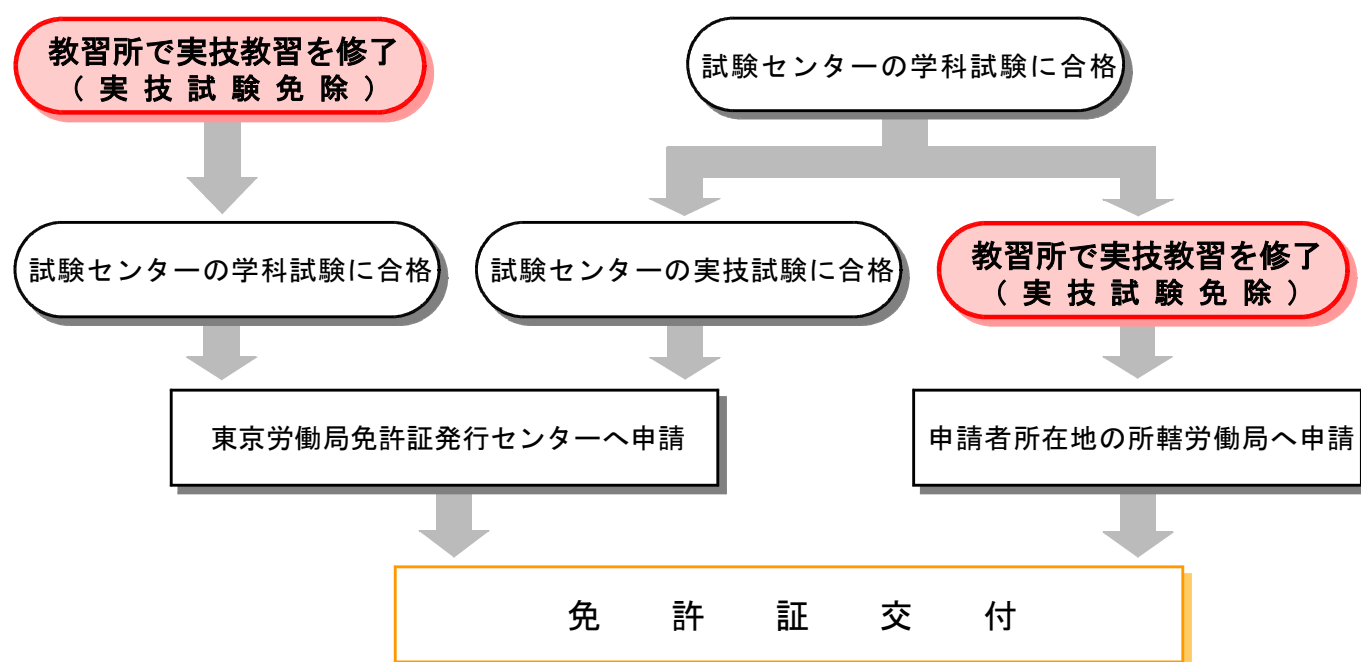 教習所で実技教習を修了
（実技試験免除）
試験センターの学科試験に合格
試験センターの学科試験に合格
試験センターの実技試験に合格
教習所で実技教習を修了
（実技試験免除）
東京労働局免許証発行センターへ申請
申請者所在地の所轄労働局へ申請
免許証交付